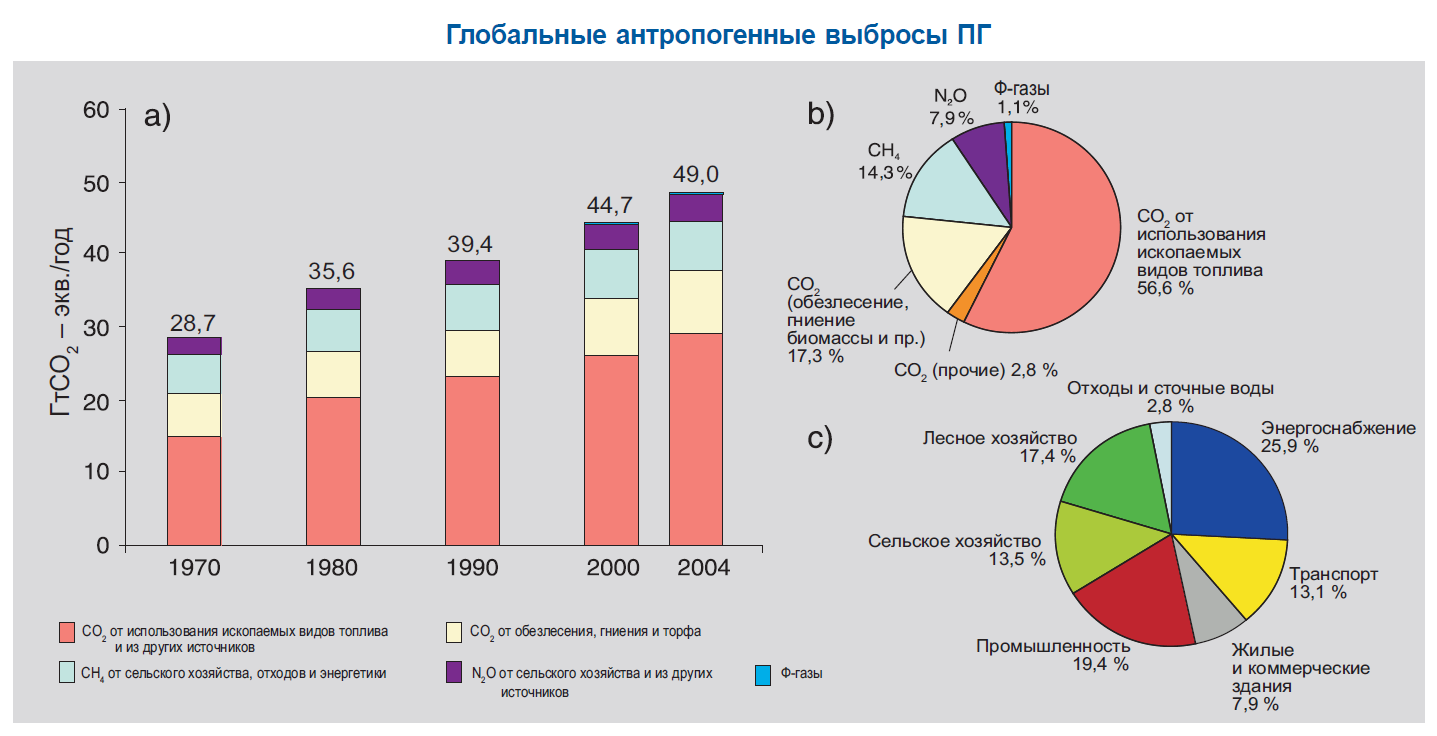 Глобальные антропогенные выбросы ПГ
a)
ГтCO₂ – экв./год
60
50
40
30
20
10
0
28,7
35,6
39,4
44,7
49,0
1970
1980
1990
2000
2004
CO₂ от использования ископаемых видов топлива
и из других источников
CO₂ от обезлесения, гниения и торфа
CH₄ от сельского хозяйства, отходов и энергетики
N₂O от сельского хозяйства и из других
источников
Ф-газы
b)
Ф-газы
1,1%
N₂O
7,9 %
CH₄
14,3%
CO₂ от
использования
ископаемых
видов топлива
56,6 %
CO₂
(обезлесение,
гниение
биомассы и пр.)
17,3 %
CO₂ (прочие) 2,8 %
c)
Отходы и сточные воды
2,8 %
Энергоснабжение
25,9 %
Лесное хозяйство
17,4 %
Сельское хозяйство
13,5 %
Транспорт
13,1 %
Промышленность
19,4 %
Жилые
и коммерческие
здания
7,9 %